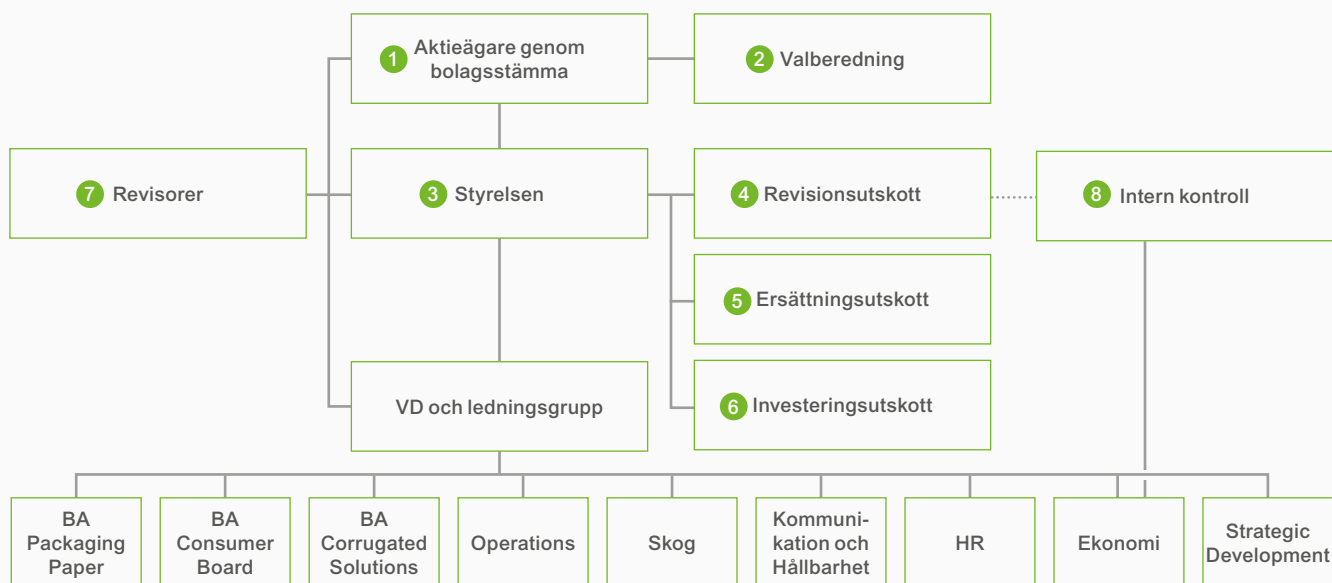 1 Aktieägare genom
bolagsstämma
2 Valberedning
7 Revisorer
3 Styrelsen
4 Revisionsutskott
8 Intern kontroll
5 Ersättningsutskott
VD och ledningsgrupp
6 Investeringsutskott
BA
Packaging
Paper
BA
Consumer
Board
BA
Corrugated
Solutions
Operations
Skog
Kommuni-
kation och
Hållbarhet
HR
Ekonomi
Strategic
Development